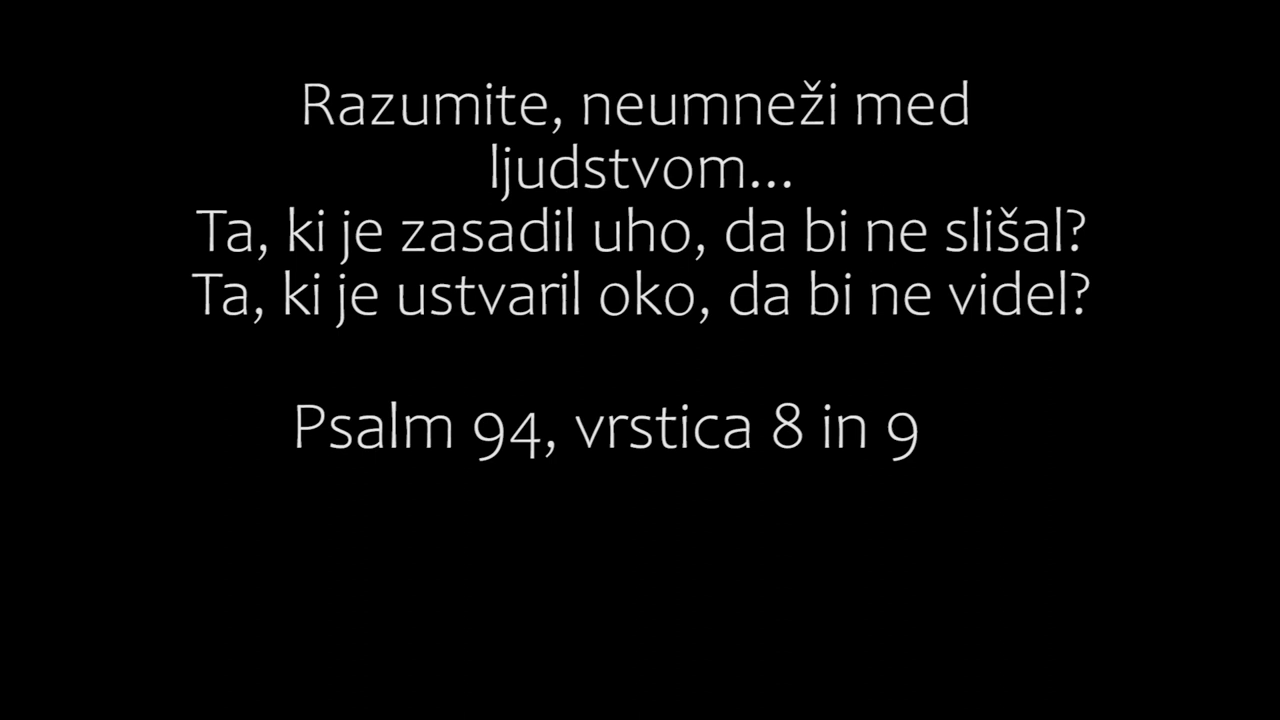 Razumite, neumneži med
ljudstvom...
Ta, ki je zasadil uho, da bi ne slišal?
Ta, ki je ustvaril oko, da bi ne videl?
Psalm 94, vrstica 8 in 9